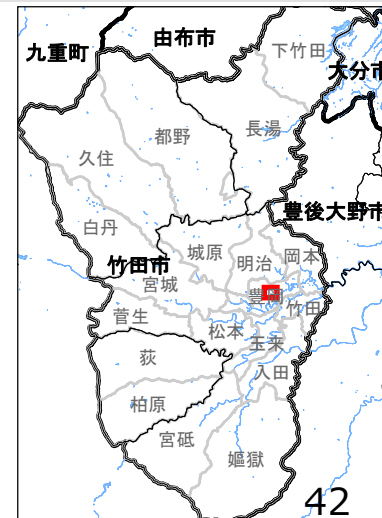 由布市
九重町
下竹田
大分市
長湯
都野
久住
豊後大野市
白丹
城原
岡本
明治
竹田市
宮城
豊岡
竹田
菅生
松本
玉来
荻
入田
柏原
宮砥
嫗獄
42